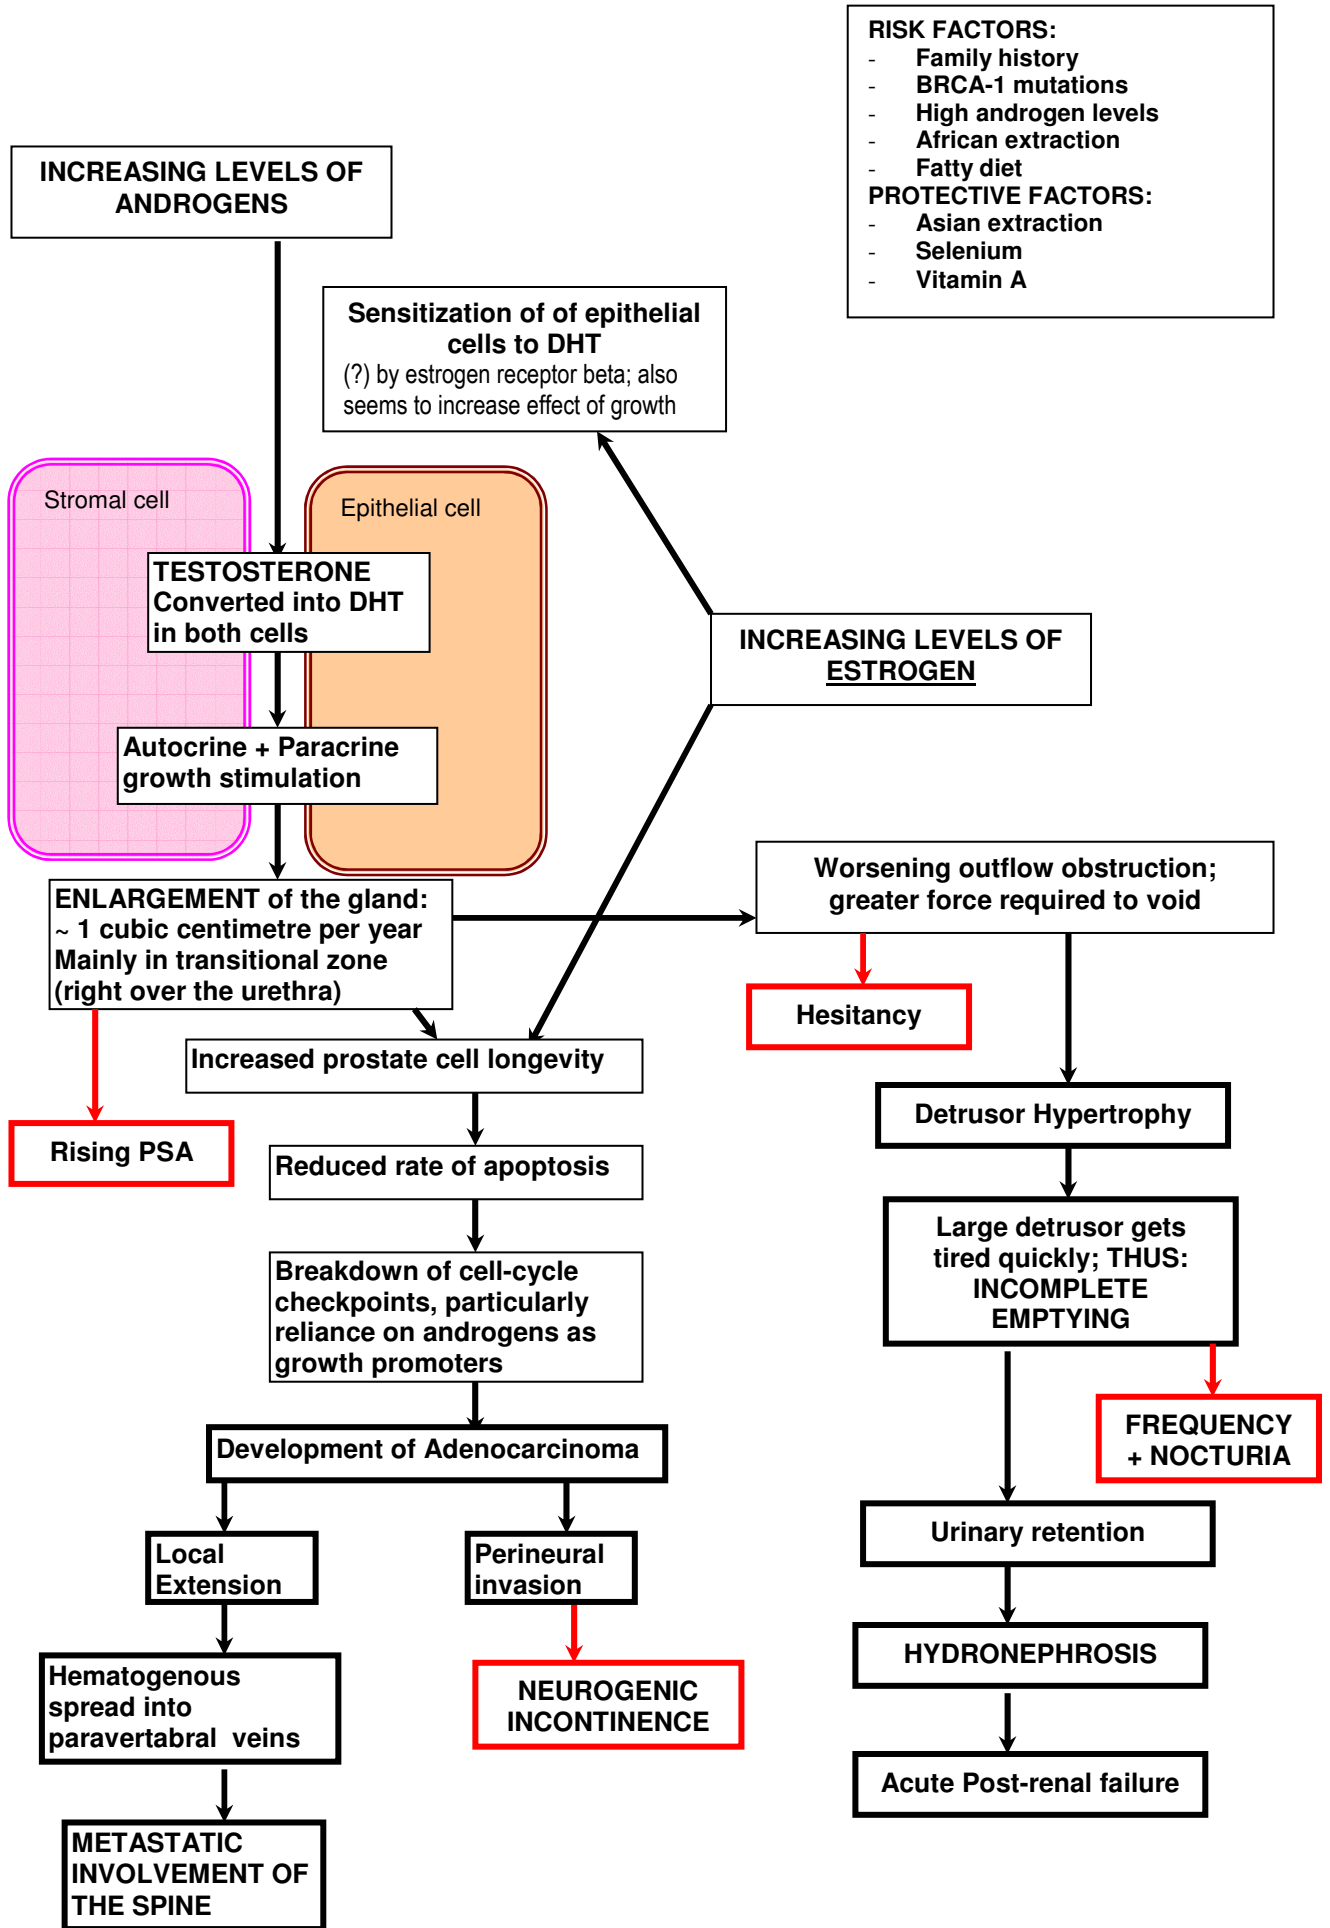 RISK FACTORS:
- Family history
- BRCA-1 mutations
- High androgen levels
- African extraction
- Fatty diet
PROTECTIVE FACTORS:
- Asian extraction
- Selenium
- Vitamin A
INCREASING LEVELS OF
ANDROGENS
Sensitization of of epithelial
cells to DHT
(?) by estrogen receptor beta; also
seems to increase effect of growth
Stromal cell
Epithelial cell
TESTOSTERONE
Converted into DHT
in both cells
INCREASING LEVELS OF
ESTROGEN
Autocrine + Paracrine
growth stimulation
ENLARGEMENT of the gland:
~ 1 cubic centimetre per year
Mainly in transitional zone
(right over the urethra)
Worsening outflow obstruction;
greater force required to void
Hesitancy
Increased prostate cell longevity
Rising PSA
Detrusor Hypertrophy
Reduced rate of apoptosis
Large detrusor gets
tired quickly; THUS:
INCOMPLETE
EMPTYING
Breakdown of cell-cycle
checkpoints, particularly
reliance on androgens as
growth promoters
FREQUENCY
+ NOCTURIA
Development of Adenocarcinoma
Urinary retention
Local
Extension
Perineural
invasion
HYDRONEPHROSIS
Hematogenous
spread into
paravertabral veins
NEUROGENIC
INCONTINENCE
Acute Post-renal failure
METASTATIC
INVOLVEMENT OF
THE SPINE